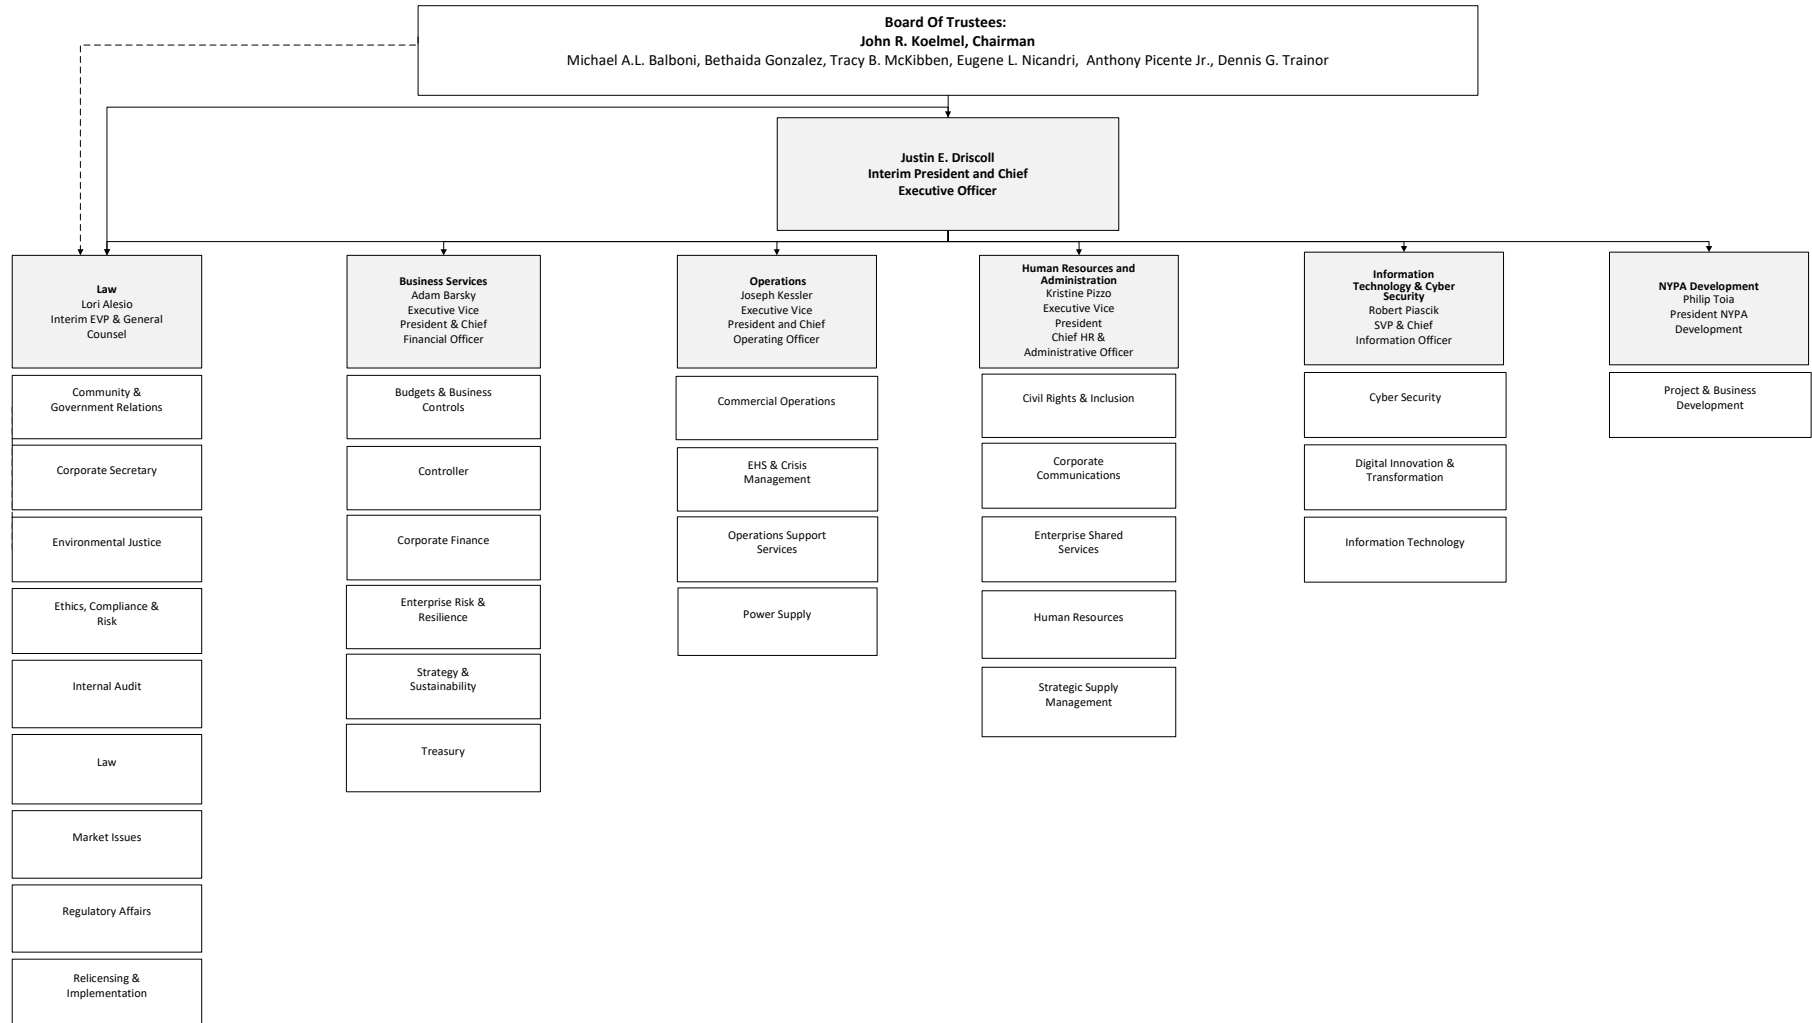 Board Of Trustees:
John R. Koelmel, Chairman
Michael A.L. Balboni, Bethaida Gonzalez, Tracy B. McKibben, Eugene L. Nicandri, Anthony Picente Jr., Dennis G. Trainor
Justin E. Driscoll
Interim President and Chief
Executive Officer
Law
Lori Alesio
Interim EVP & General
Counsel
Community &
Government Relations
Corporate Secretary
Environmental Justice
Ethics, Compliance &
Risk
Internal Audit
Law
Market Issues
Regulatory Affairs
Relicensing &
Implementation
Business Services
Adam Barsky
Executive Vice
President & Chief
Financial Officer
Budgets & Business
Controls
Controller
Corporate Finance
Enterprise Risk &
Resilience
Strategy &
Sustainability
Treasury
Operations
Joseph Kessler
Executive Vice
President and Chief
Operating Officer
Commercial Operations
EHS & Crisis
Management
Operations Support
Services
Power Supply
Human Resources and
Administration
Kristine Pizzo
Executive Vice
President
Chief HR &
Administrative Officer
Civil Rights & Inclusion
Corporate
Communications
Enterprise Shared
Services
Human Resources
Strategic Supply
Management
Information
Technology & Cyber
Security
Robert Piascik
SVP & Chief
Information Officer
Cyber Security
Digital Innovation &
Transformation
Information Technology
NYPA Development
Philip Toia
President NYPA
Development
Project & Business
Development